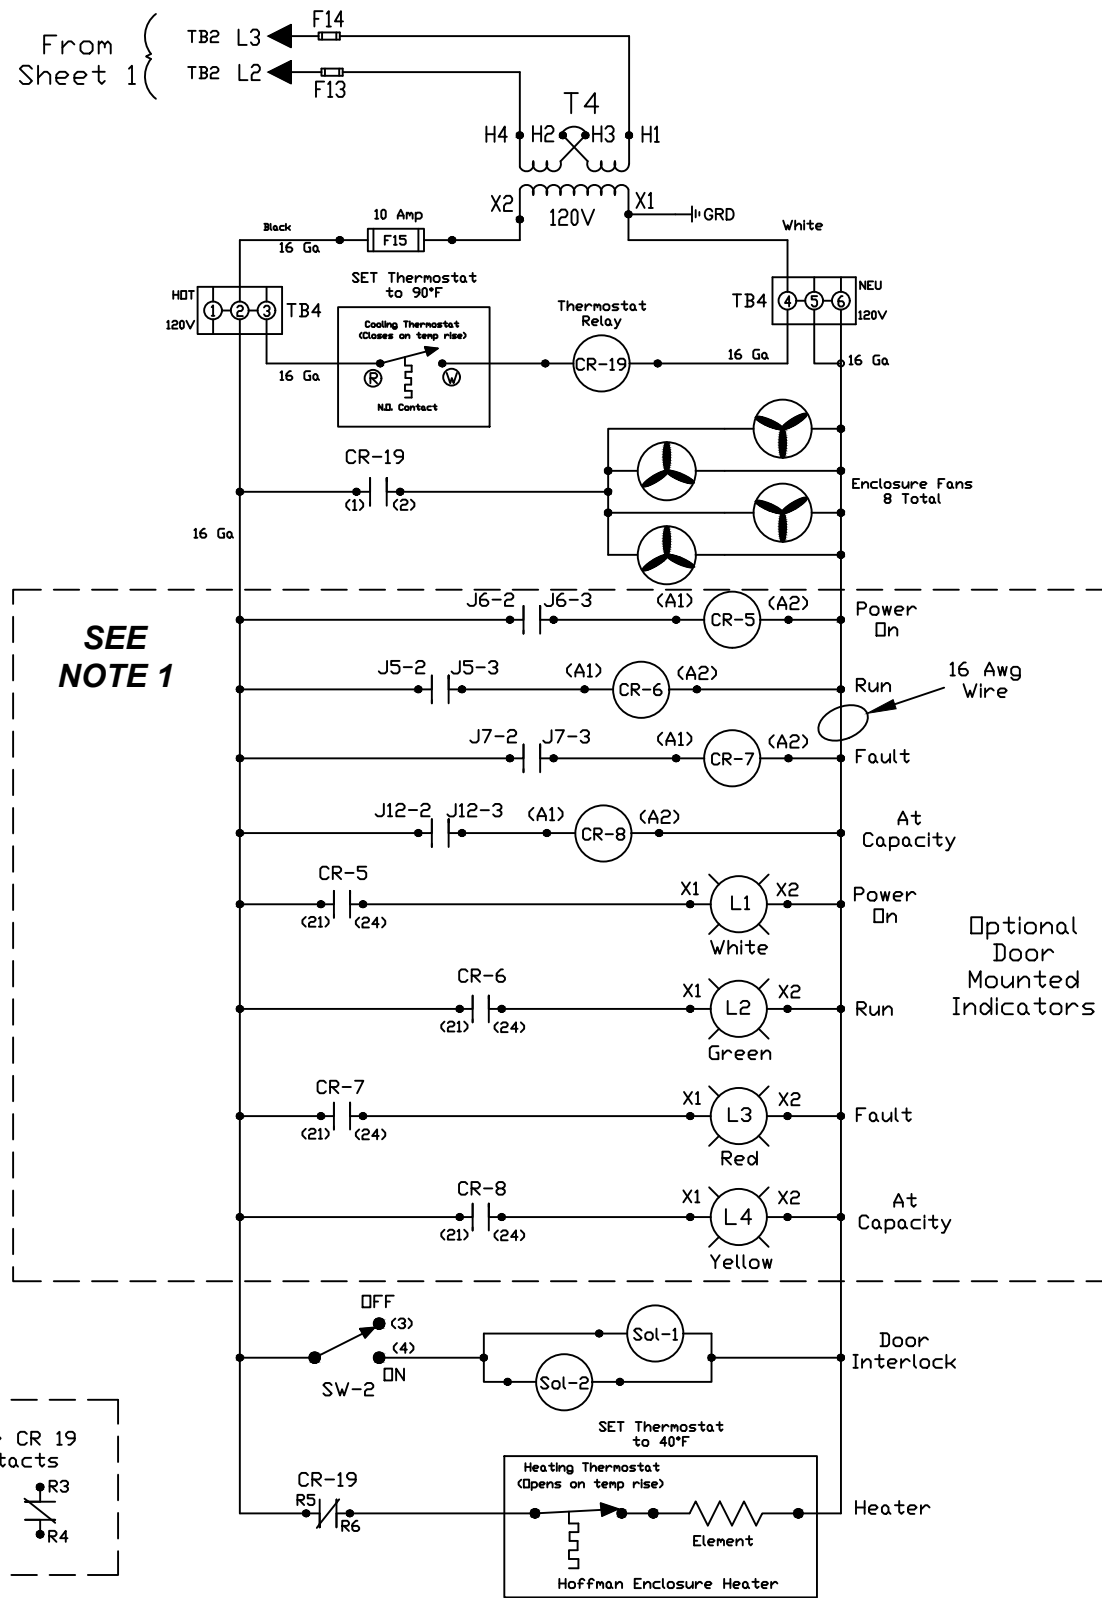 From
Sheet 1
TB2 L3
F14
TB2 L2
F13
T4
H4 H2 H3 H1
X2 X1
120V
GRD
10 Amp
F15
Black
16 Ga
White
HOT
120V
1 2 3
TB4
SET Thermostat
to 90°F
Cooling Thermostat
(Closes on temp rise)
R W
N.O. Contact
16 Ga
Thermostat
Relay
CR-19
16 Ga
TB4
4 5 6
NEU
120V
16 Ga
CR-19
(1) (2)
Enclosure Fans
8 Total
16 Ga
SEE
NOTE 1
J6-2 J6-3 (A1) CR-5 (A2)
Power
On
J5-2 J5-3 (A1) CR-6 (A2)
Run
16 Awg
Wire
J7-2 J7-3 (A1) CR-7 (A2)
Fault
J12-2 J12-3 (A1) CR-8 (A2)
At
Capacity
CR-5
(21) (24)
X1 L1 X2
White
Power
On
Optional
Door
Mounted
Indicators
CR-6
(21) (24)
X1 L2 X2
Green
Run
CR-7
(21) (24)
X1 L3 X2
Red
Fault
CR-8
(21) (24)
X1 L4 X2
Yellow
At
Capacity
OFF
(3)
(4)
ON
SW-2
Sol-1
Sol-2
Door
Interlock
CR 19
tacts
R3
R4
CR-19
R5
R6
SET Thermostat
to 40°F
Heating Thermostat
(Opens on temp rise)
Element
Hoffman Enclosure Heater
Heater